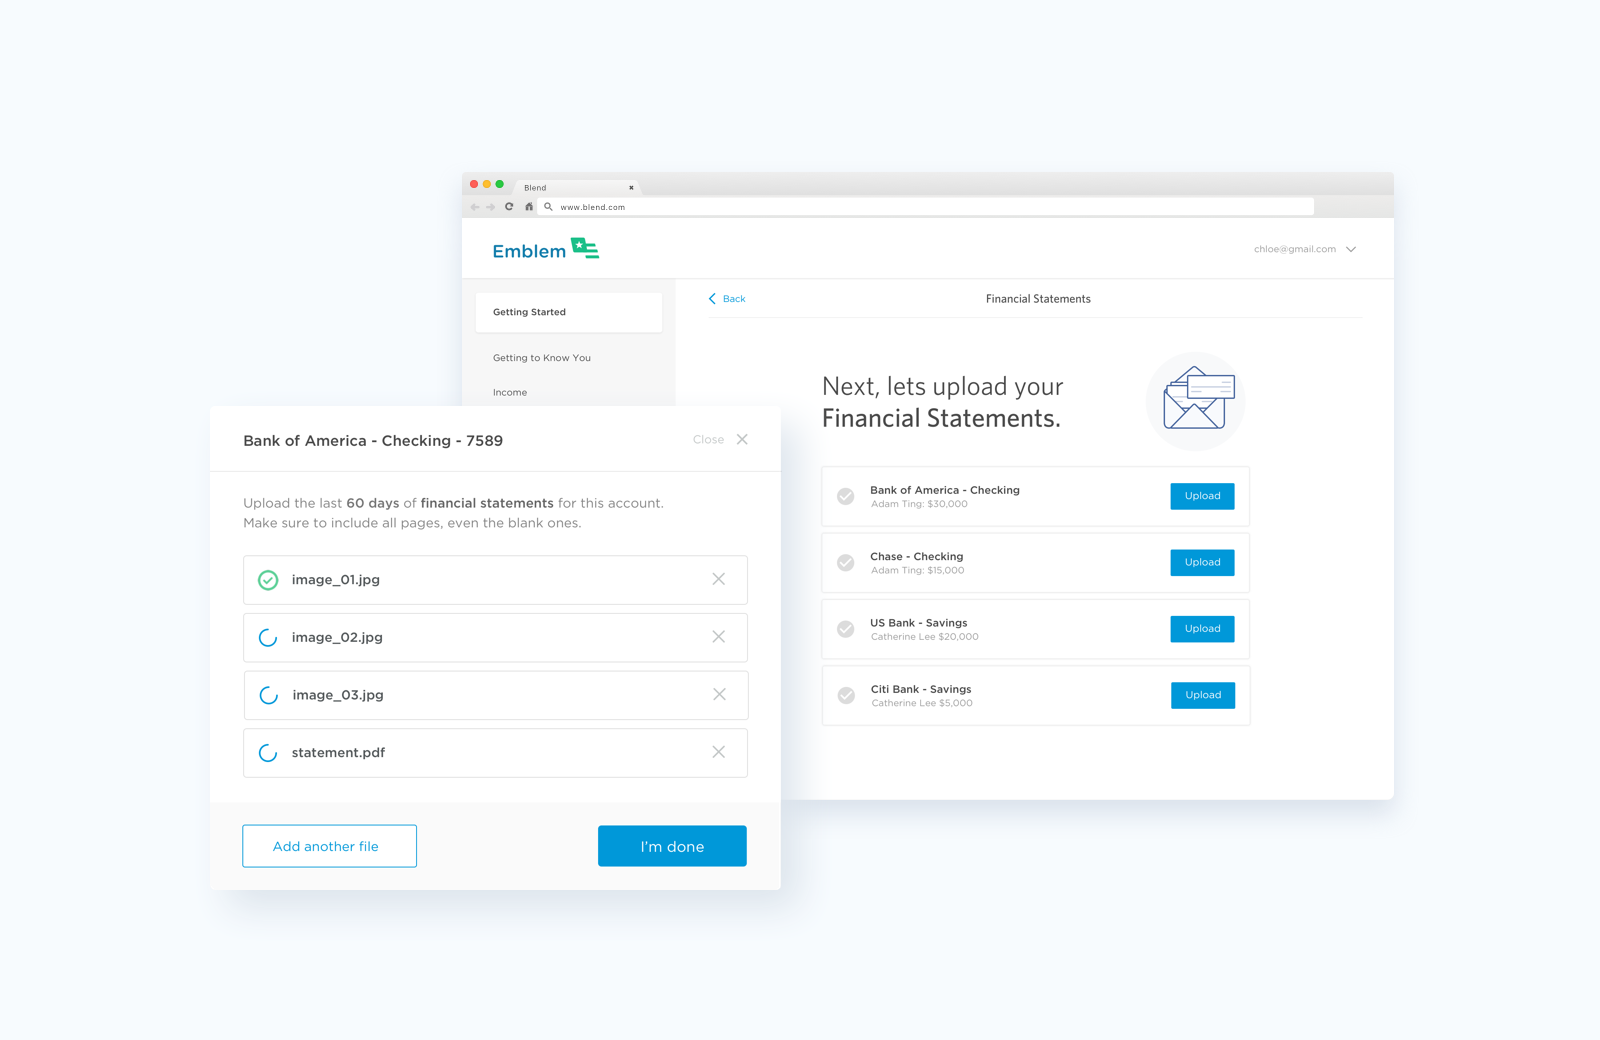 Blend
www.blend.com
Emblem
chloe@gmail.com
Getting Started
Getting to Know You
Income
Back
Financial Statements
Next, lets upload your
Financial Statements.
Bank of America - Checking
Adam Ting: $30,000
Upload
Chase - Checking
Adam Ting: $15,000
Upload
US Bank - Savings
Catherine Lee $20,000
Upload
Citi Bank - Savings
Catherine Lee $5,000
Upload
Bank of America - Checking - 7589
Close
Upload the last 60 days of financial statements for this account.
Make sure to include all pages, even the blank ones.
image_01.jpg
image_02.jpg
image_03.jpg
statement.pdf
Add another file
I'm done